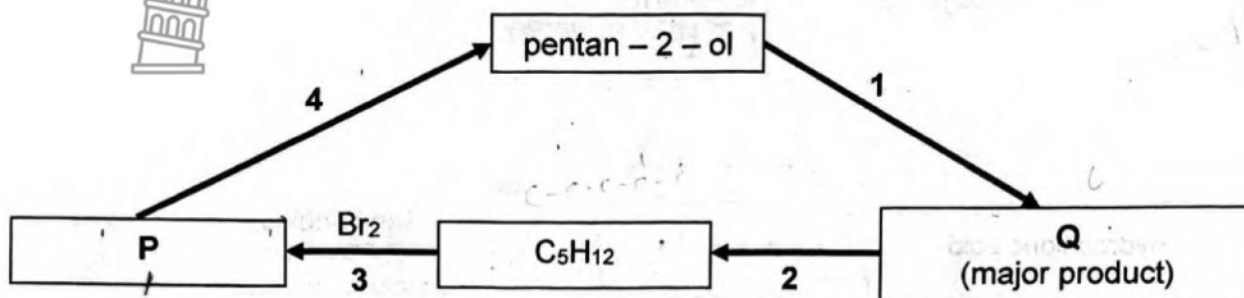 pentan – 2 – ol
4
1
P
Br₂
3
C₅H₁₂
2
Q
(major product)